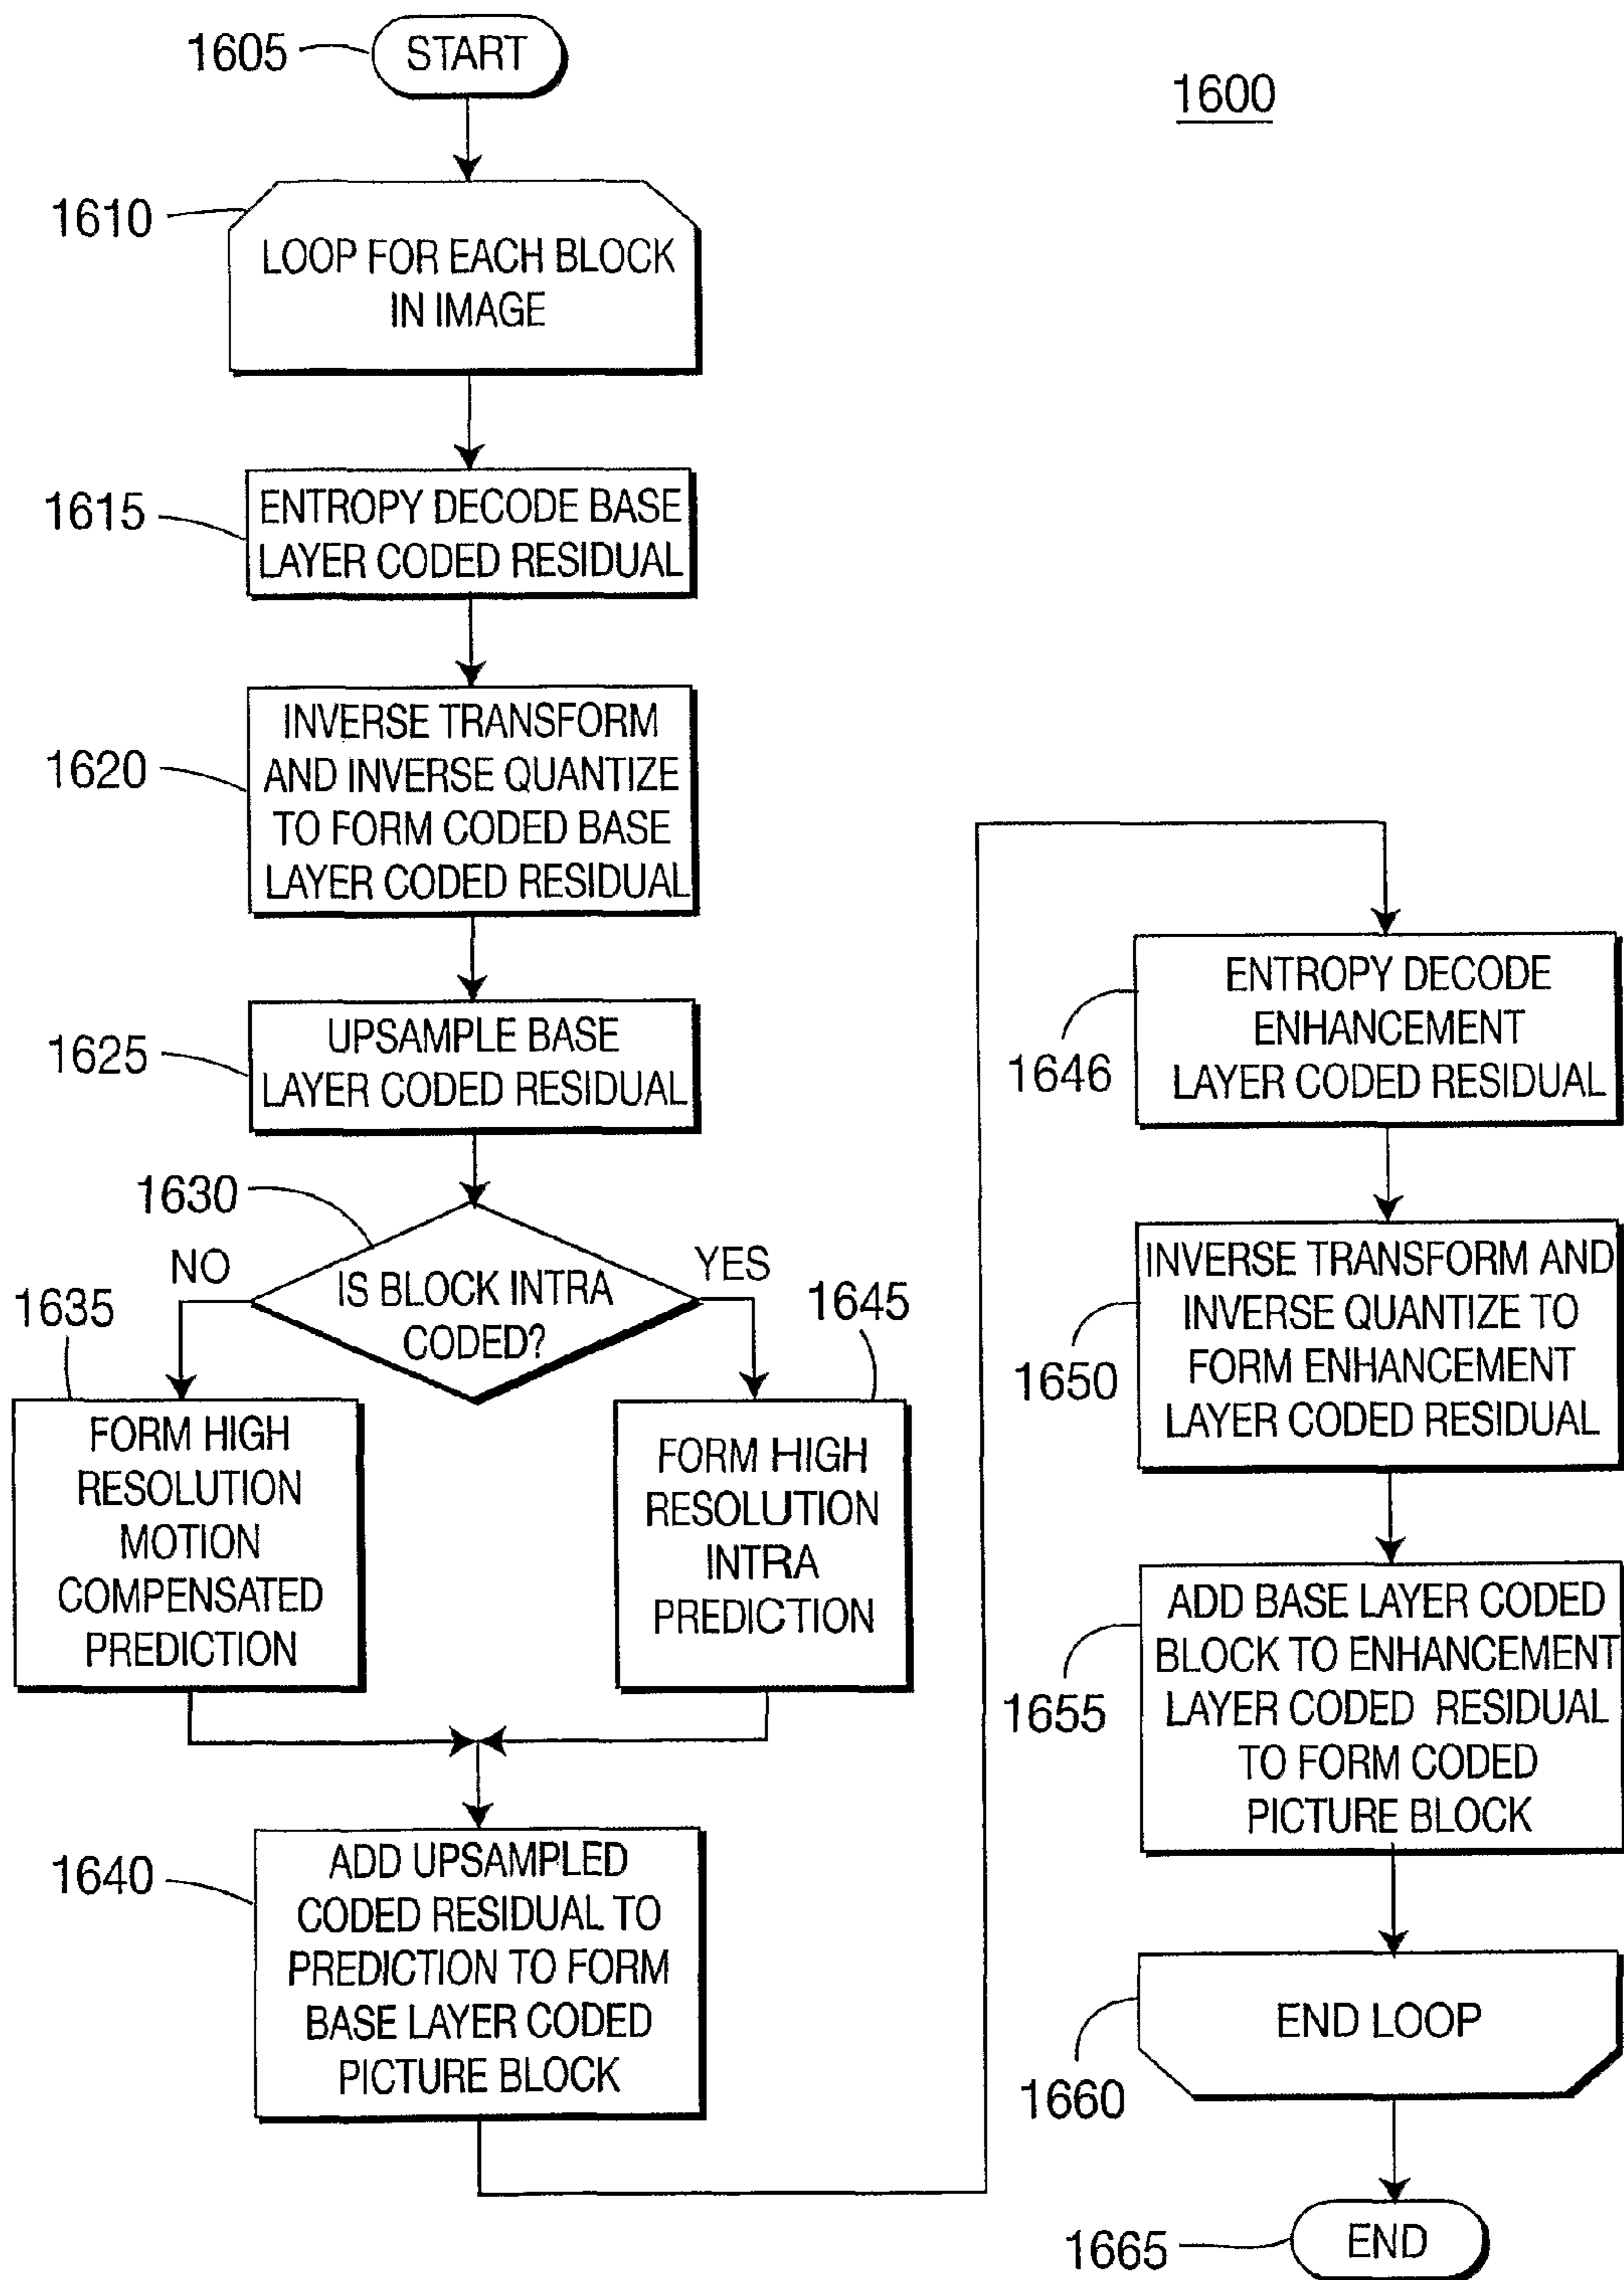 1605
START
1600
1610
LOOP FOR EACH BLOCK
IN IMAGE
1615
ENTROPY DECODE BASE
LAYER CODED RESIDUAL
1620
INVERSE TRANSFORM
AND INVERSE QUANTIZE
TO FORM CODED BASE
LAYER CODED RESIDUAL
1625
UPSAMPLE BASE
LAYER CODED RESIDUAL
1630
NO
YES
IS BLOCK INTRA
CODED?
1635
FORM HIGH
RESOLUTION
MOTION
COMPENSATED
PREDICTION
1645
FORM HIGH
RESOLUTION
INTRA
PREDICTION
1640
ADD UPSAMPLED
CODED RESIDUAL TO
PREDICTION TO FORM
BASE LAYER CODED
PICTURE BLOCK
1646
ENTROPY DECODE
ENHANCEMENT
LAYER CODED RESIDUAL
1650
INVERSE TRANSFORM AND
INVERSE QUANTIZE TO
FORM ENHANCEMENT
LAYER CODED RESIDUAL
1655
ADD BASE LAYER CODED
BLOCK TO ENHANCEMENT
LAYER CODED RESIDUAL
TO FORM CODED
PICTURE BLOCK
1660
END LOOP
1665
END